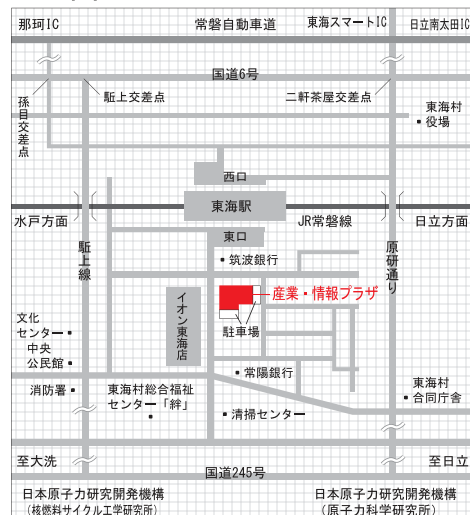 那珂IC
常磐自動車道
東海スマートIC
日立南太田IC
国道6号
孫目交差点
駈上交差点
二軒茶屋交差点
東海村
役場
西口
東海駅
水戸方面
JR常磐線
日立方面
東口
駈上線
原研通り
筑波銀行
産業・情報プラザ
イオン東海店
駐車場
文化
センター
中央
公民館
常陽銀行
消防署
東海村総合福祉
センター「絆」
清掃センター
東海村
合同庁舎
至大洗
至日立
国道245号
日本原子力研究開発機構
(核燃料サイクル工学研究所)
日本原子力研究開発機構
(原子力科学研究所)